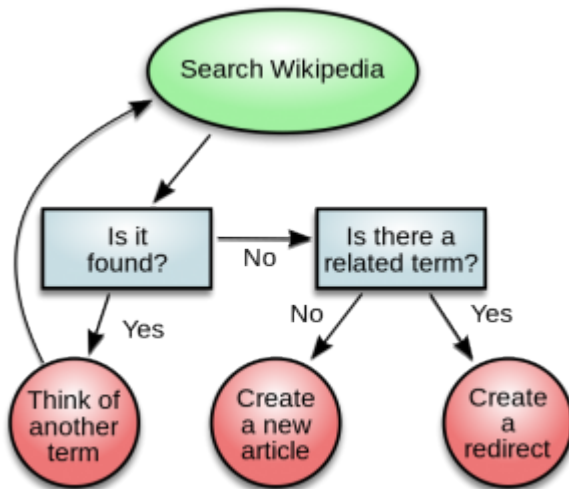 Search Wikipedia
Is it
found?
No
Is there a
related term?
Yes
No
Yes
Think of
another
term
Create
a new
article
Create
a
redirect